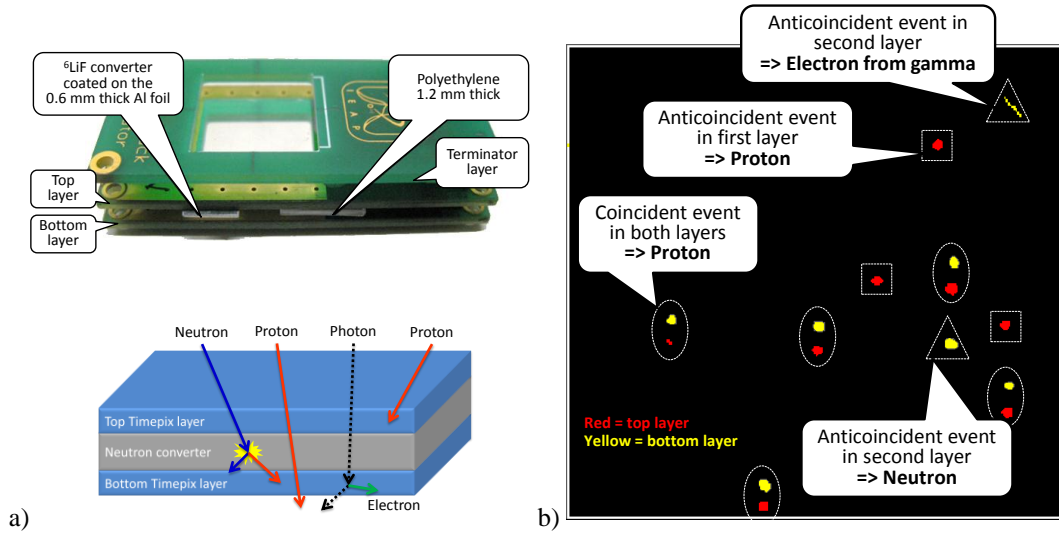 ⁶LiF converter
coated on the
0.6 mm thick Al foil
Polyethylene
1.2 mm thick
IEAP
ator
ck
Terminator
layer
Top
layer
Bottom
layer
Neutron Proton Photon Proton
Top Timepix layer
Neutron converter
Bottom Timepix layer
Electron
a)
Anticoincident event in
second layer
=> Electron from gamma
Anticoincident event
in first layer
=> Proton
Coincident event
in both layers
=> Proton
Red = top layer
Yellow = bottom layer
Anticoincident event
in second layer
=> Neutron
b)